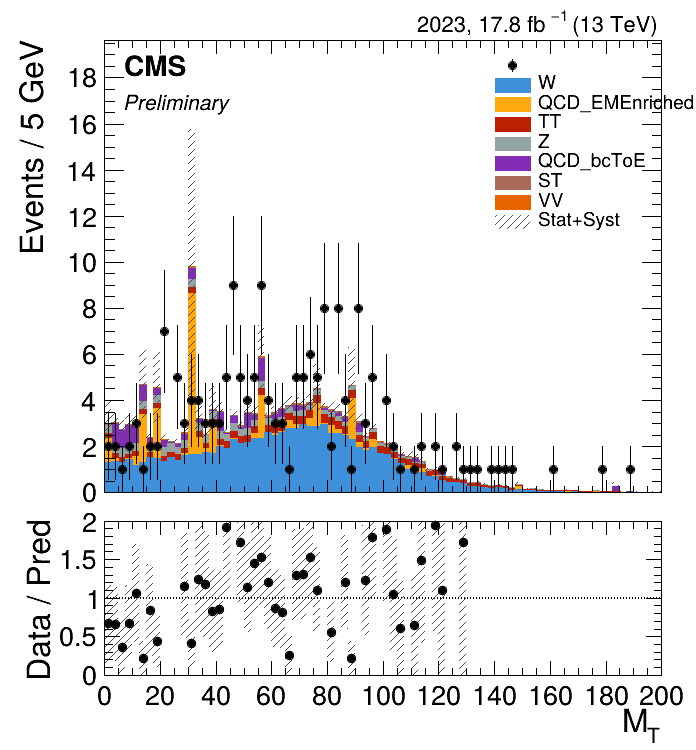 2023, 17.8 fb⁻¹ (13 TeV)
Events / 5 GeV
CMS
Preliminary
W
QCD_EMEnriched
TT
Z
QCD_bcToE
ST
VV
Stat+Syst
18
16
14
12
10
8
6
4
2
0
Data / Pred
2
1.5
1
0.5
0
0 20 40 60 80 100 120 140 160 180 200
M_T